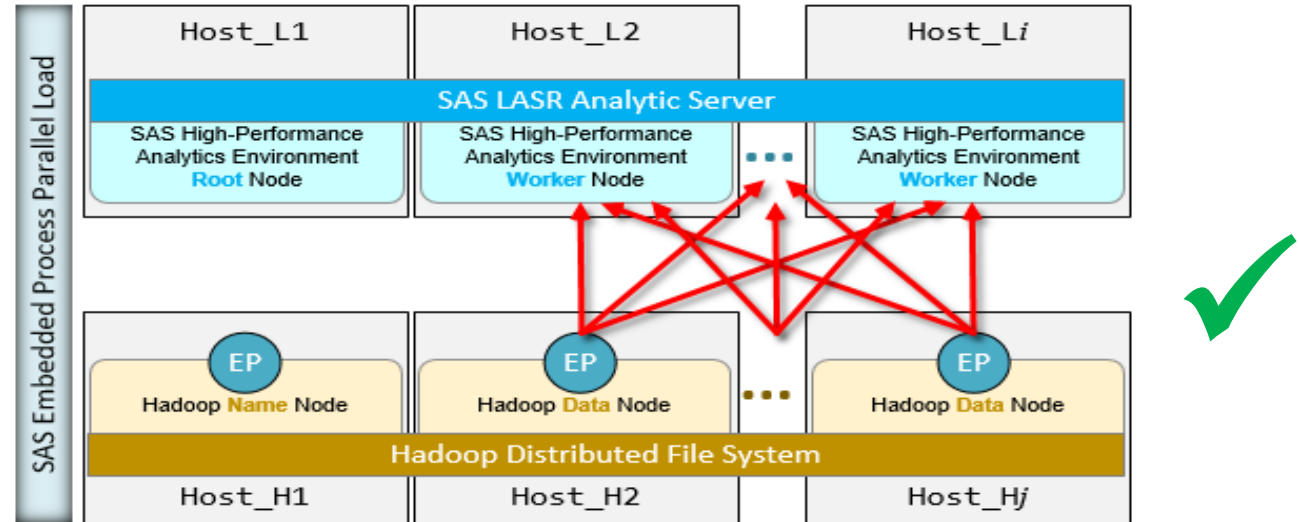 SAS Embedded Process Parallel Load
Host_L1
Host_L2
Host_Li
SAS LASR Analytic Server
SAS High-Performance
Analytics Environment
Root Node
SAS High-Performance
Analytics Environment
Worker Node
SAS High-Performance
Analytics Environment
Worker Node
EP
Hadoop Name Node
EP
Hadoop Data Node
EP
Hadoop Data Node
Hadoop Distributed File System
Host_H1
Host_H2
Host_Hj